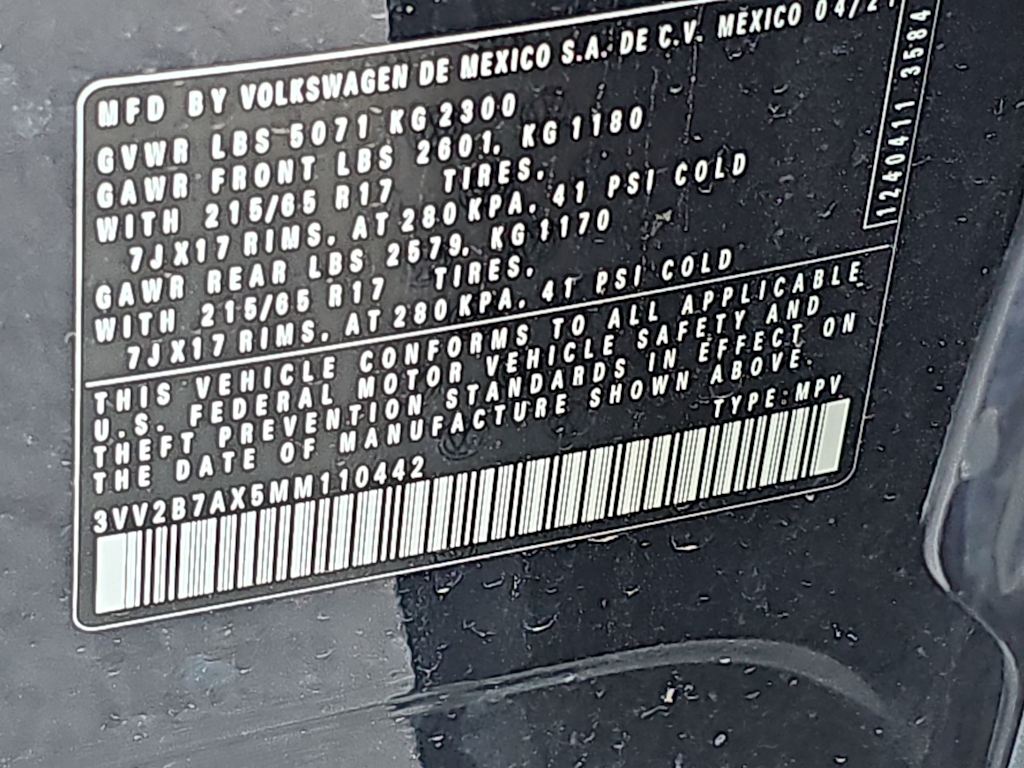 MFD BY VOLKSWAGEN DE MEXICO S.A. DE C.V. MEXICO 04/21
GVWR LBS 5071 KG 2300
GAWR FRONT LBS 2601, KG 1180
WITH 215/65 R17 TIRES,
7JX17 RIMS, AT 280 KPA, 41 PSI COLD
GAWR REAR LBS 2579, KG 1170
WITH 215/65 R17 TIRES,
7JX17 RIMS, AT 280 KPA, 41 PSI COLD
THIS VEHICLE CONFORMS TO ALL APPLICABLE
U.S. FEDERAL MOTOR VEHICLE SAFETY AND
THEFT PREVENTION STANDARDS IN EFFECT ON
THE DATE OF MANUFACTURE SHOWN ABOVE.
TYPE: MPV
3VV2B7AX5MM110442
1240411 3584